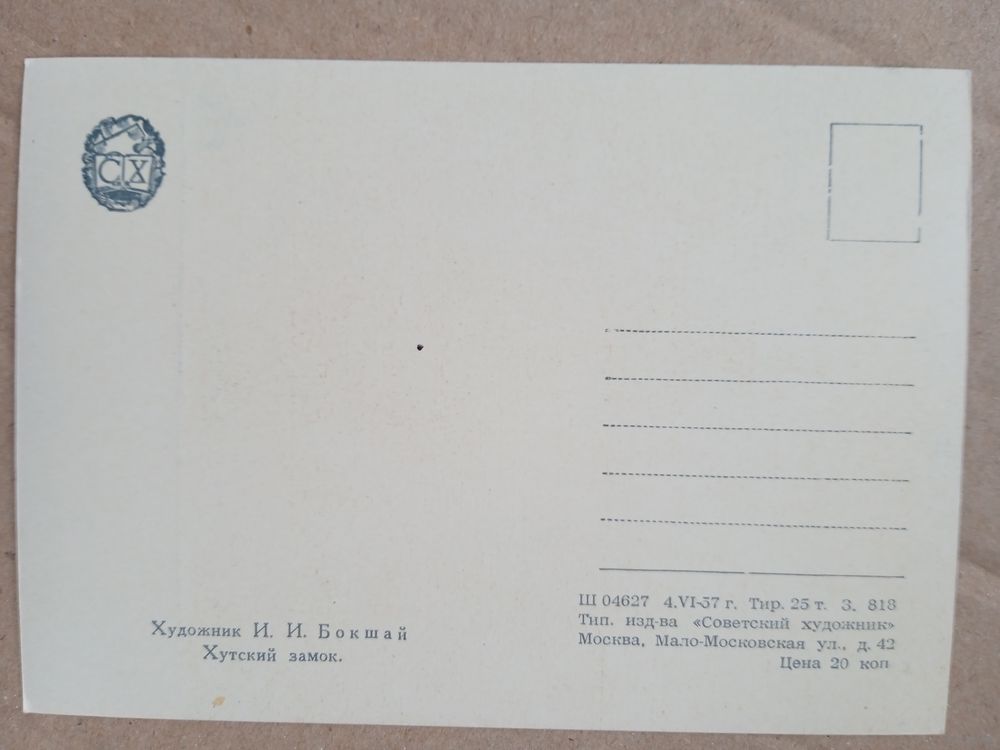 СХ
Художник И. И. Бокшай
Хутский замок.
Ш 04627 4.VI-57 г. Тир. 25 т. З. 818
Тип. изд-ва «Советский художник»
Москва, Мало-Московская ул., д. 42
Цена 20 коп